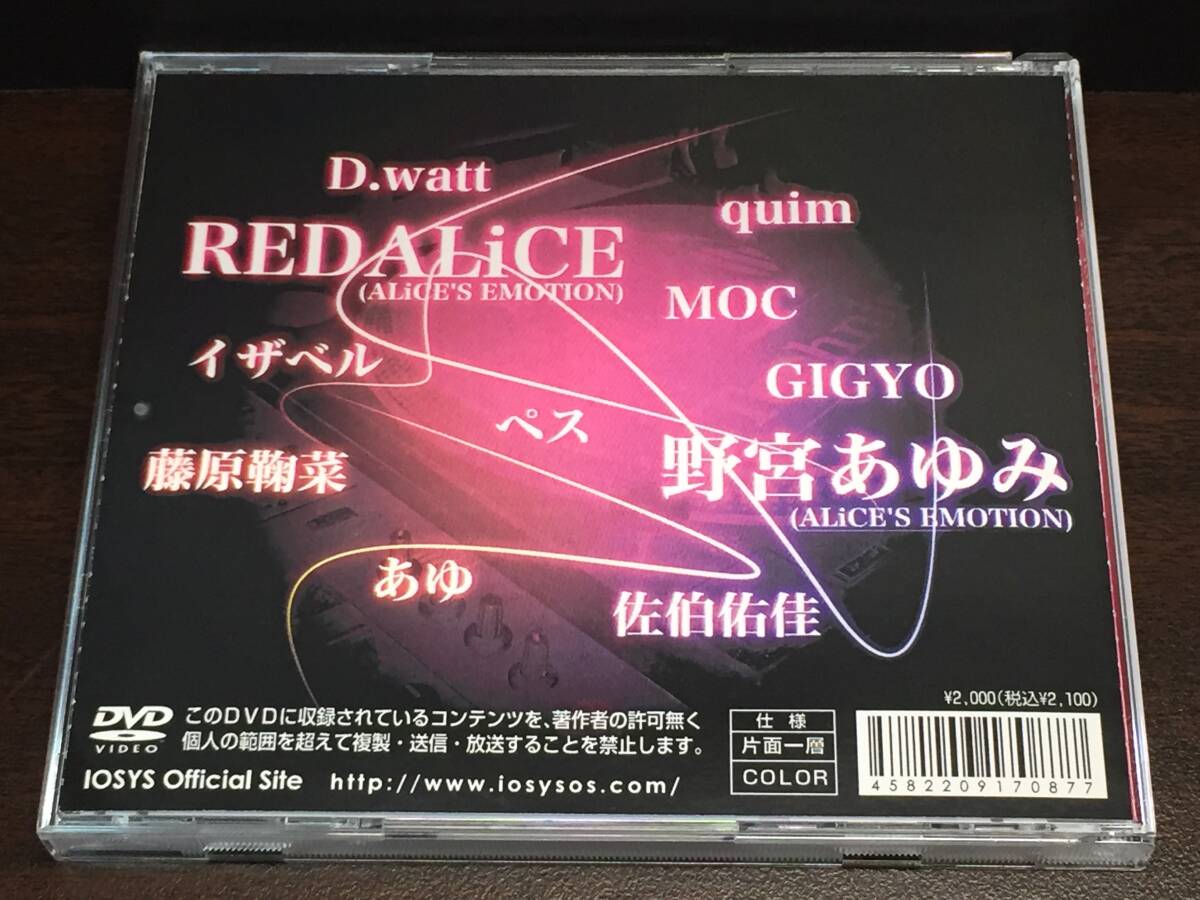 D.watt
quim
REDALiCE
(ALiCE'S EMOTION)
MOC
イザベル
GIGYO
ペス
野宮あゆみ
(ALiCE'S EMOTION)
藤原鞠菜
あゆ
佐伯佑佳
¥2,000(税込¥2,100)
DVD
VIDEO
このDVDに収録されているコンテンツを、著作者の許可無く
個人の範囲を超えて複製・送信・放送することを禁止します。
IOSYS Official Site http://www.iosysos.com/
仕様
片面一層
COLOR
4582209170877